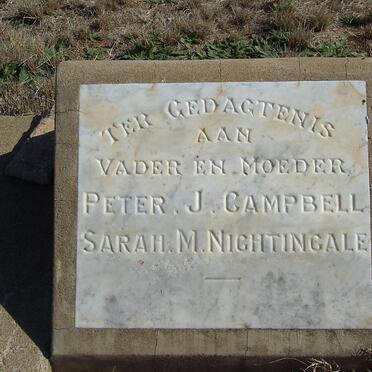 TER GEDAGTENIS
AAN
VADER EN MOEDER
PETER. J. CAMPBELL
SARAH. M. NIGHTINGALE